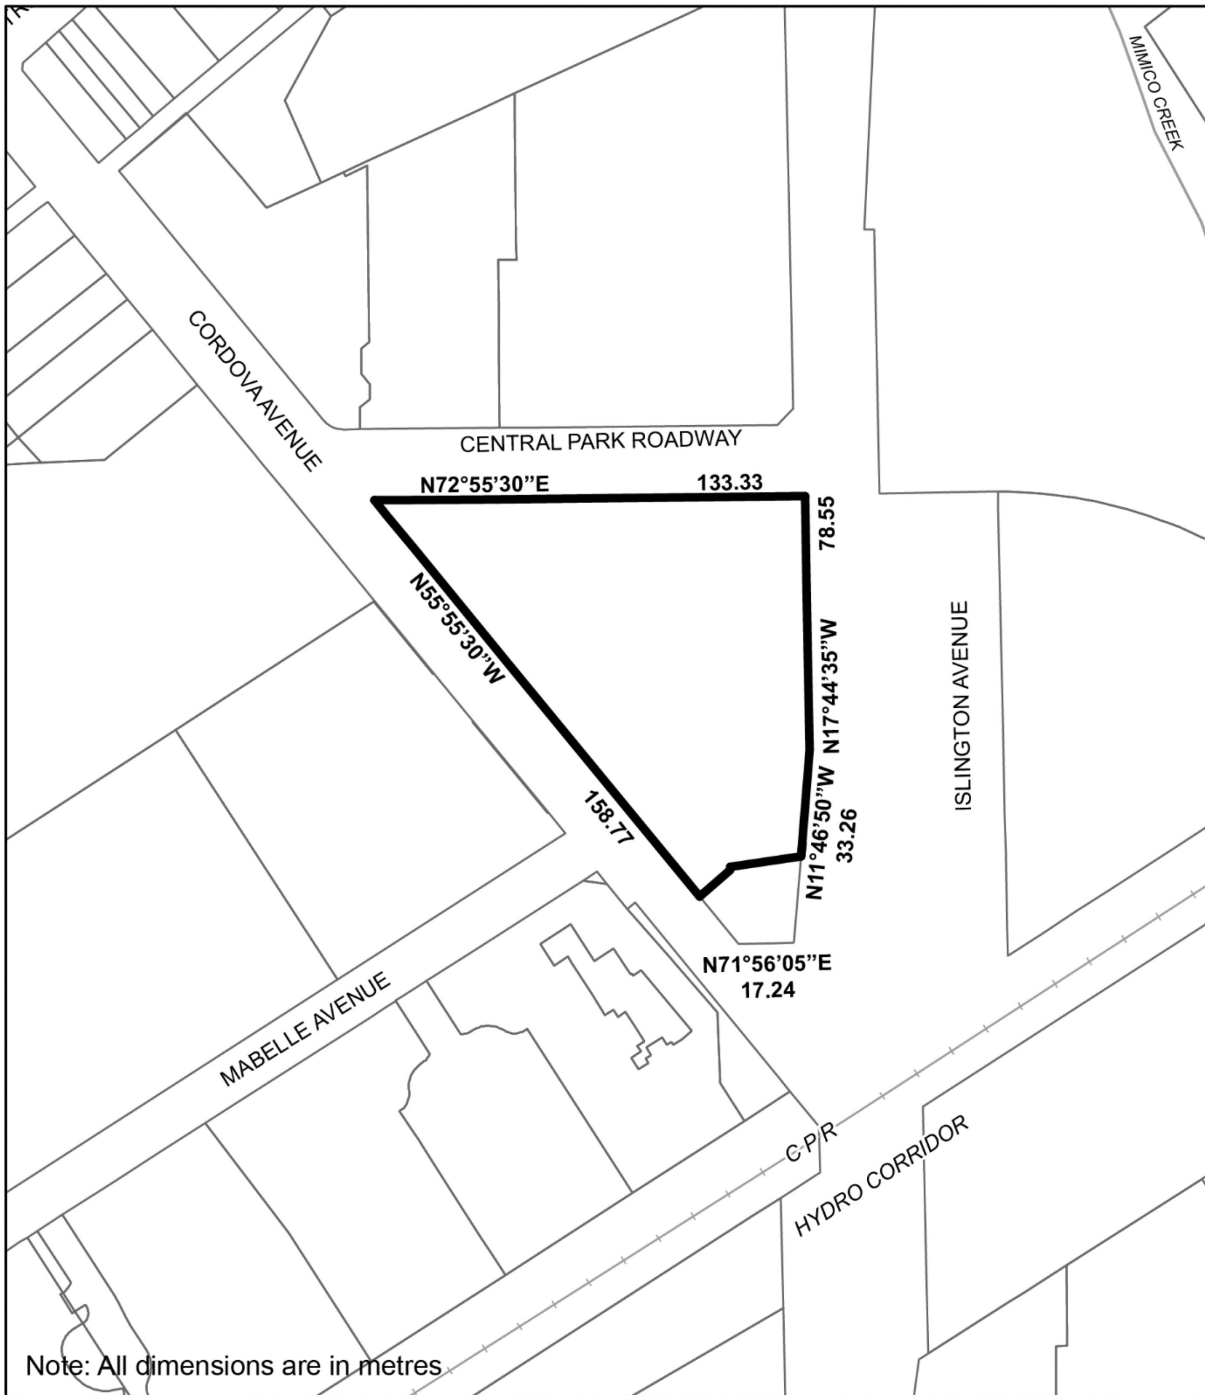 MIMICO CREEK
CORDOVA AVENUE
CENTRAL PARK ROADWAY
N72°55’30”E 133.33
78.55
N55°55’30”W
N17°44’35”W
ISLINGTON AVENUE
158.77
N11°46’50”W
33.26
N71°56’05”E
17.24
MABELLE AVENUE
C P R
HYDRO CORRIDOR
Note: All dimensions are in metres